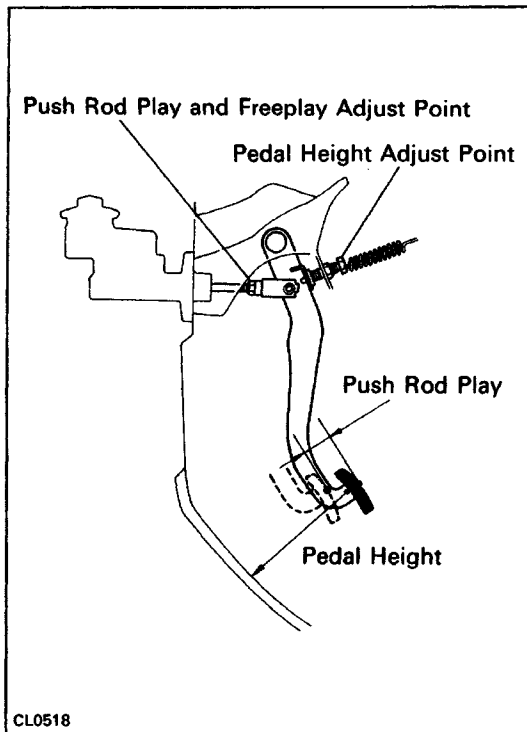 Push Rod Play and Freeplay Adjust Point
Pedal Height Adjust Point
Push Rod Play
Pedal Height
CL0518